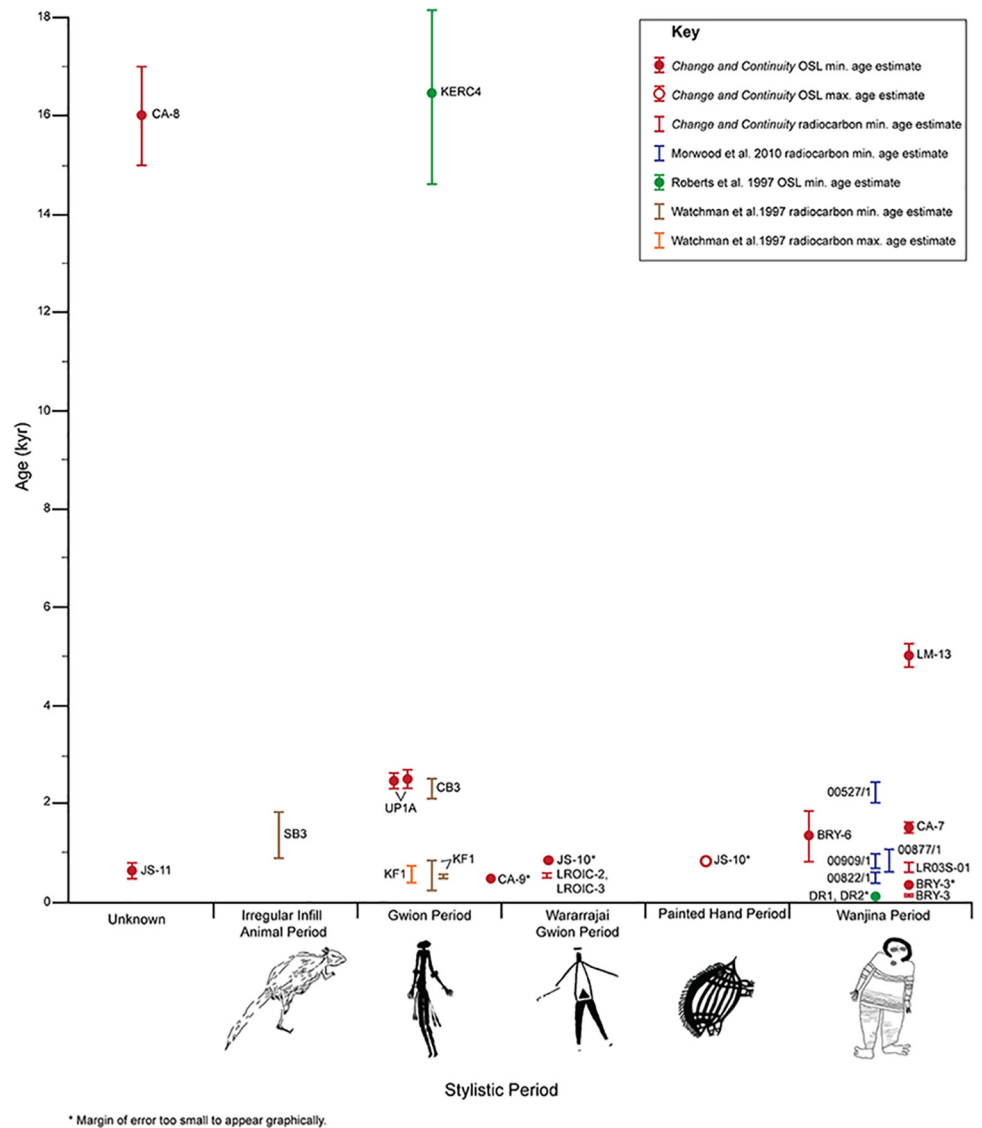 18
16
14
12
10
8
6
4
2
0
Age (kyr)
Key
Change and Continuity OSL min. age estimate
Change and Continuity OSL max. age estimate
Change and Continuity radiocarbon min. age estimate
Morwood et al. 2010 radiocarbon min. age estimate
Roberts et al. 1997 OSL min. age estimate
Watchman et al.1997 radiocarbon min. age estimate
Watchman et al.1997 radiocarbon max. age estimate
CA-8
KERC4
LM-13
00527/1
CB3
UP1A
SB3
BRY-6
CA-7
00877/1
00909/1
KF1
KF1
JS-10*
JS-10*
LR03S-01
JS-11
CA-9*
LROIC-2,
LROIC-3
00822/1
BRY-3*
DR1, DR2*
BRY-3
Unknown
Irregular Infill
Animal Period
Gwion Period
Wararrajai
Gwion Period
Painted Hand Period
Wanjina Period
Stylistic Period
* Margin of error too small to appear graphically.